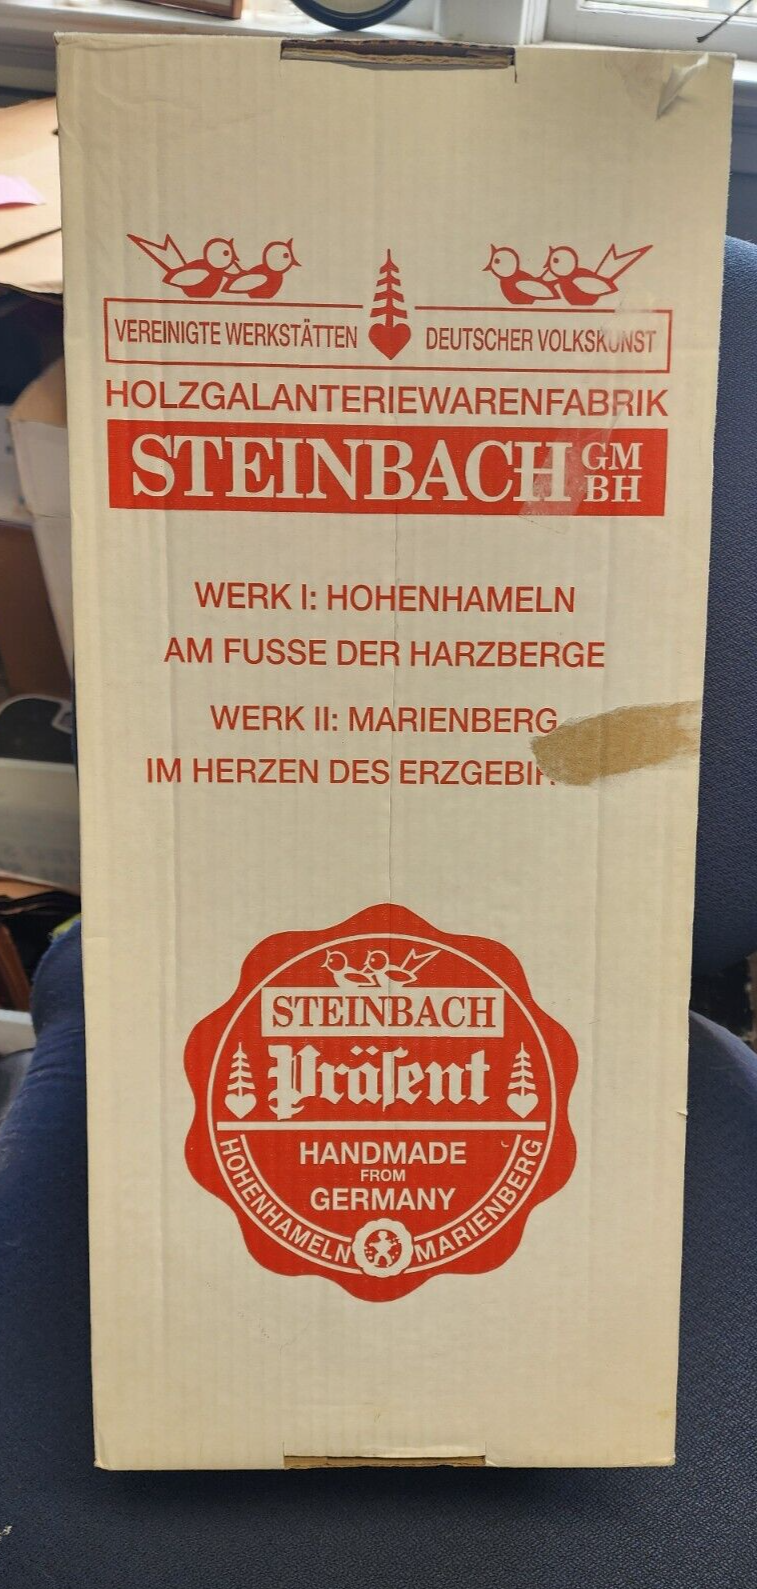 VEREINIGTE WERKSTÄTTEN DEUTSCHER VOLKSKUNST
HOLZGALANTERIEWARENFABRIK
STEINBACH GM
BH
WERK I: HOHENHAMELN
AM FUSSE DER HARZBERGE
WERK II: MARIENBERG
IM HERZEN DES
STEINBACH
Präſent
HANDMADE
FROM
GERMANY
HOHENHAMELN MARIENBERG